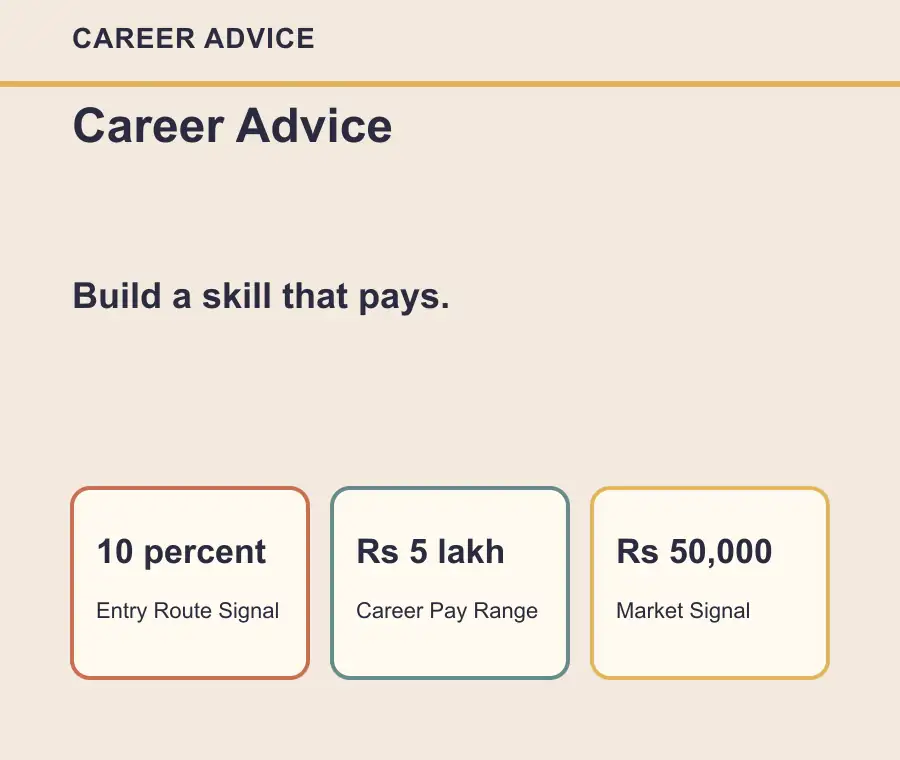 CAREER ADVICE
Career Advice
Build a skill that pays.
10 percent
Entry Route Signal
Rs 5 lakh
Career Pay Range
Rs 50,000
Market Signal